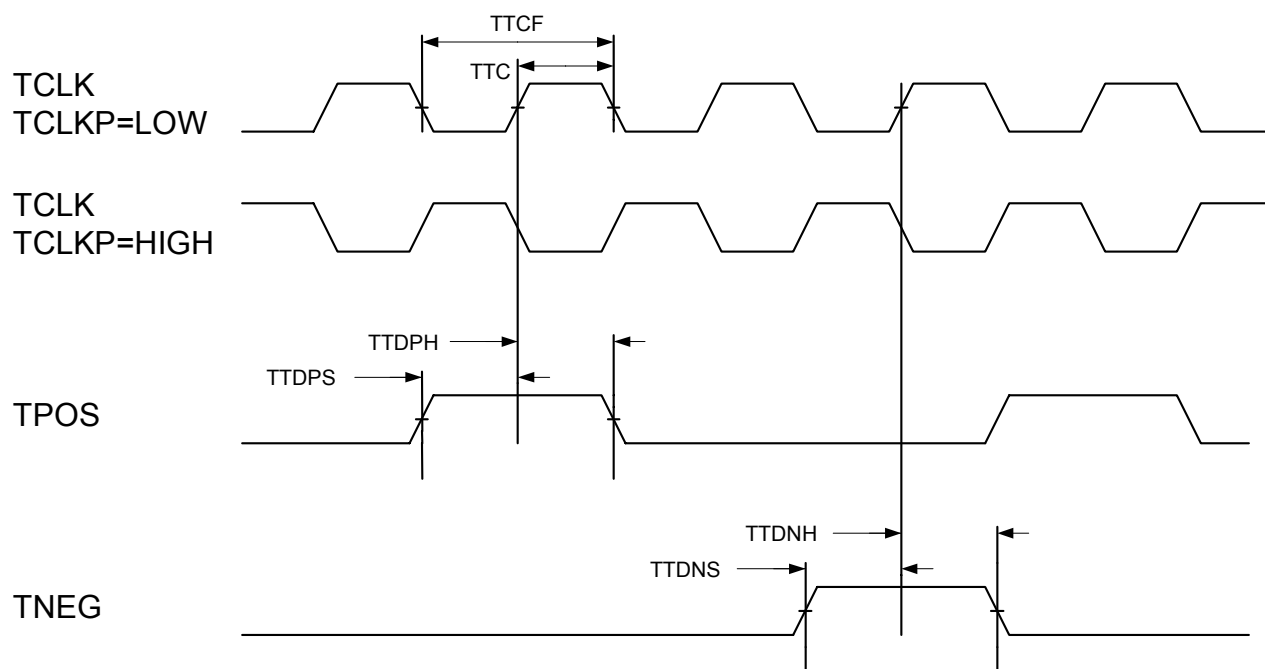 TTCF
TTC
TCLK
TCLKP=LOW
TCLK
TCLKP=HIGH
TTDPH
TTDPS
TPOS
TTDNH
TTDNS
TNEG